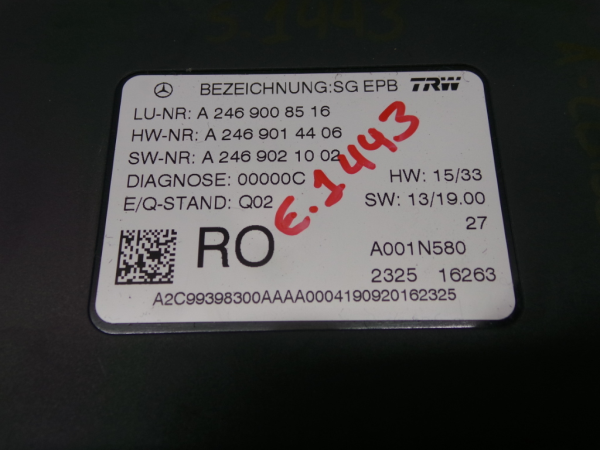 S.1443
BEZEICHNUNG:SG EPB TRW
LU-NR: A 246 900 85 16
HW-NR: A 246 901 44 06
SW-NR: A 246 902 10 02
DIAGNOSE: 00000C HW: 15/33
E/Q-STAND: Q02 SW: 13/19.00
27
E.1443
RO A001N580
2325 16263
A2C99398300AAAA0004190920162325